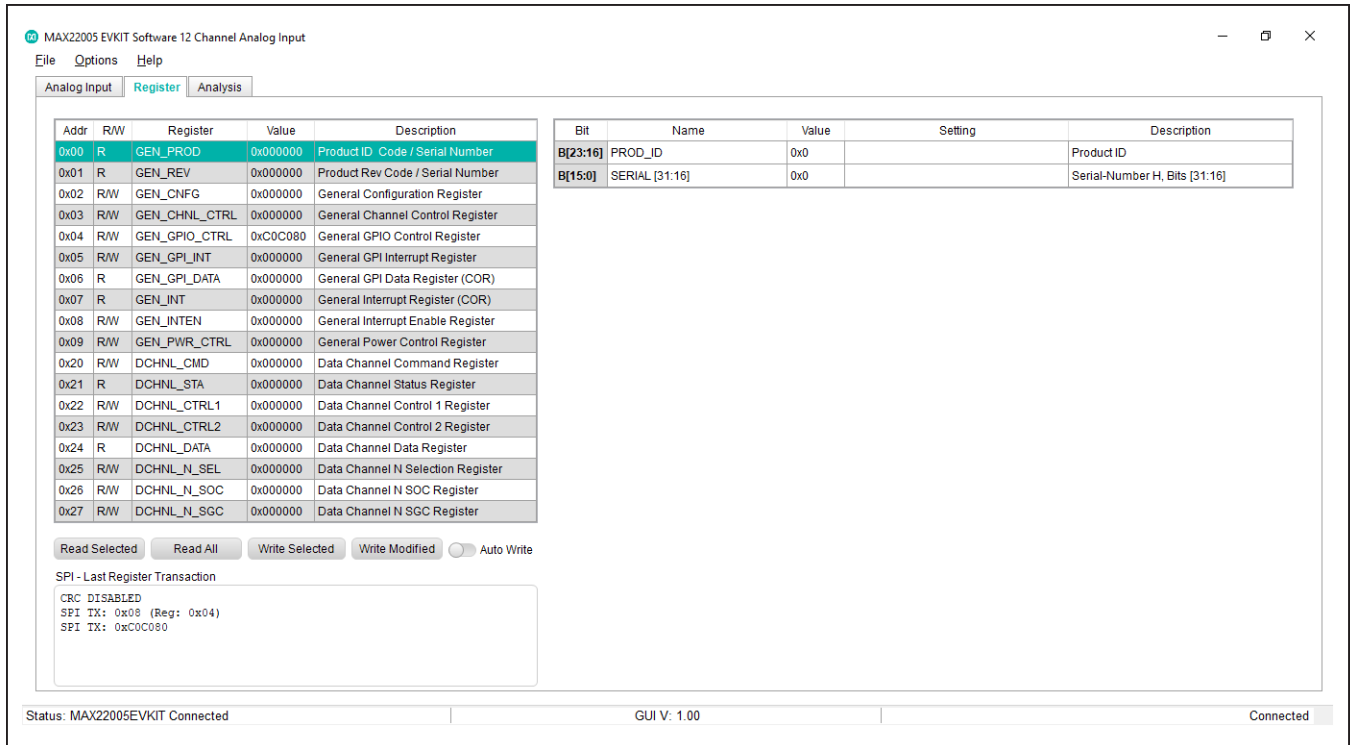 MAX22005 EVKIT Software 12 Channel Analog Input
File Options Help
Analog Input Register Analysis
Addr R/W Register Value Description
0x00 R GEN_PROD 0x000000 Product ID Code / Serial Number
0x01 R GEN_REV 0x000000 Product Rev Code / Serial Number
0x02 R/W GEN_CNFG 0x000000 General Configuration Register
0x03 R/W GEN_CHNL_CTRL 0x000000 General Channel Control Register
0x04 R/W GEN_GPIO_CTRL 0xC0C080 General GPIO Control Register
0x05 R/W GEN_GPI_INT 0x000000 General GPI Interrupt Register
0x06 R GEN_GPI_DATA 0x000000 General GPI Data Register (COR)
0x07 R GEN_INT 0x000000 General Interrupt Register (COR)
0x08 R/W GEN_INTEN 0x000000 General Interrupt Enable Register
0x09 R/W GEN_PWR_CTRL 0x000000 General Power Control Register
0x20 R/W DCHNL_CMD 0x000000 Data Channel Command Register
0x21 R DCHNL_STA 0x000000 Data Channel Status Register
0x22 R/W DCHNL_CTRL1 0x000000 Data Channel Control 1 Register
0x23 R/W DCHNL_CTRL2 0x000000 Data Channel Control 2 Register
0x24 R DCHNL_DATA 0x000000 Data Channel Data Register
0x25 R/W DCHNL_N_SEL 0x000000 Data Channel N Selection Register
0x26 R/W DCHNL_N_SOC 0x000000 Data Channel N SOC Register
0x27 R/W DCHNL_N_SGC 0x000000 Data Channel N SGC Register
Read Selected Read All Write Selected Write Modified Auto Write
SPI - Last Register Transaction
CRC DISABLED
SPI TX: 0x08 (Reg: 0x04)
SPI TX: 0xC0C080
Bit Name Value Setting Description
B[23:16] PROD_ID 0x0 Product ID
B[15:0] SERIAL [31:16] 0x0 Serial-Number H, Bits [31:16]
Status: MAX22005EVKIT Connected GUI V: 1.00 Connected